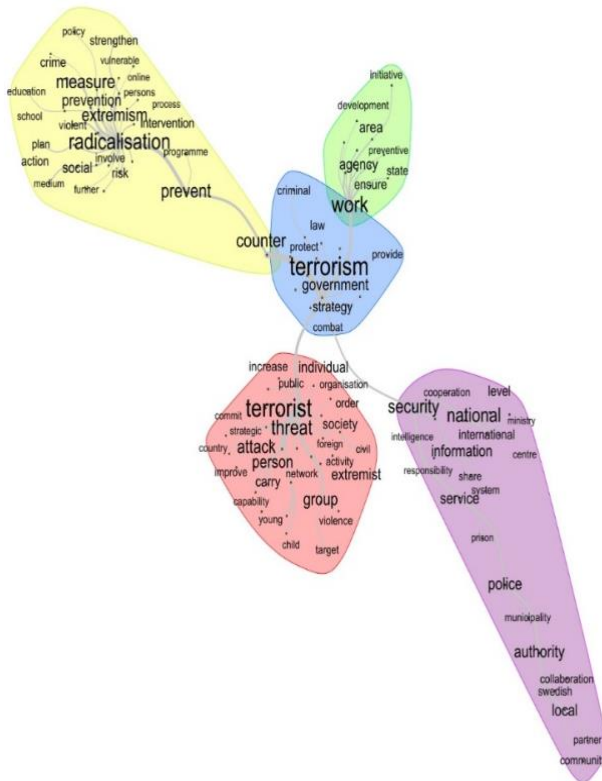 policy
strengthen
crime
vulnerable
measure
online
education
prevention
persons
process
school
violent
extremism
Intervention
plan
radicalisation
action
social
involve
programme
medium
risk
further
prevent
initiative
development
area
preventive
agency
ensure
state
work
criminal
law
counter
protect
provide
terrorism
government
strategy
combat
increase
individual
public
organisation
terrorist
order
commit
strategic
threat
society
country
attack
foreign
civil
person
activity
improve
carry
network
extremist
capability
group
young
violence
child
target
cooperation
level
security
national
ministry
intelligence
international
information
centre
responsibility
share
service
system
prison
police
municipality
authority
collaboration
swedish
local
partner
communit